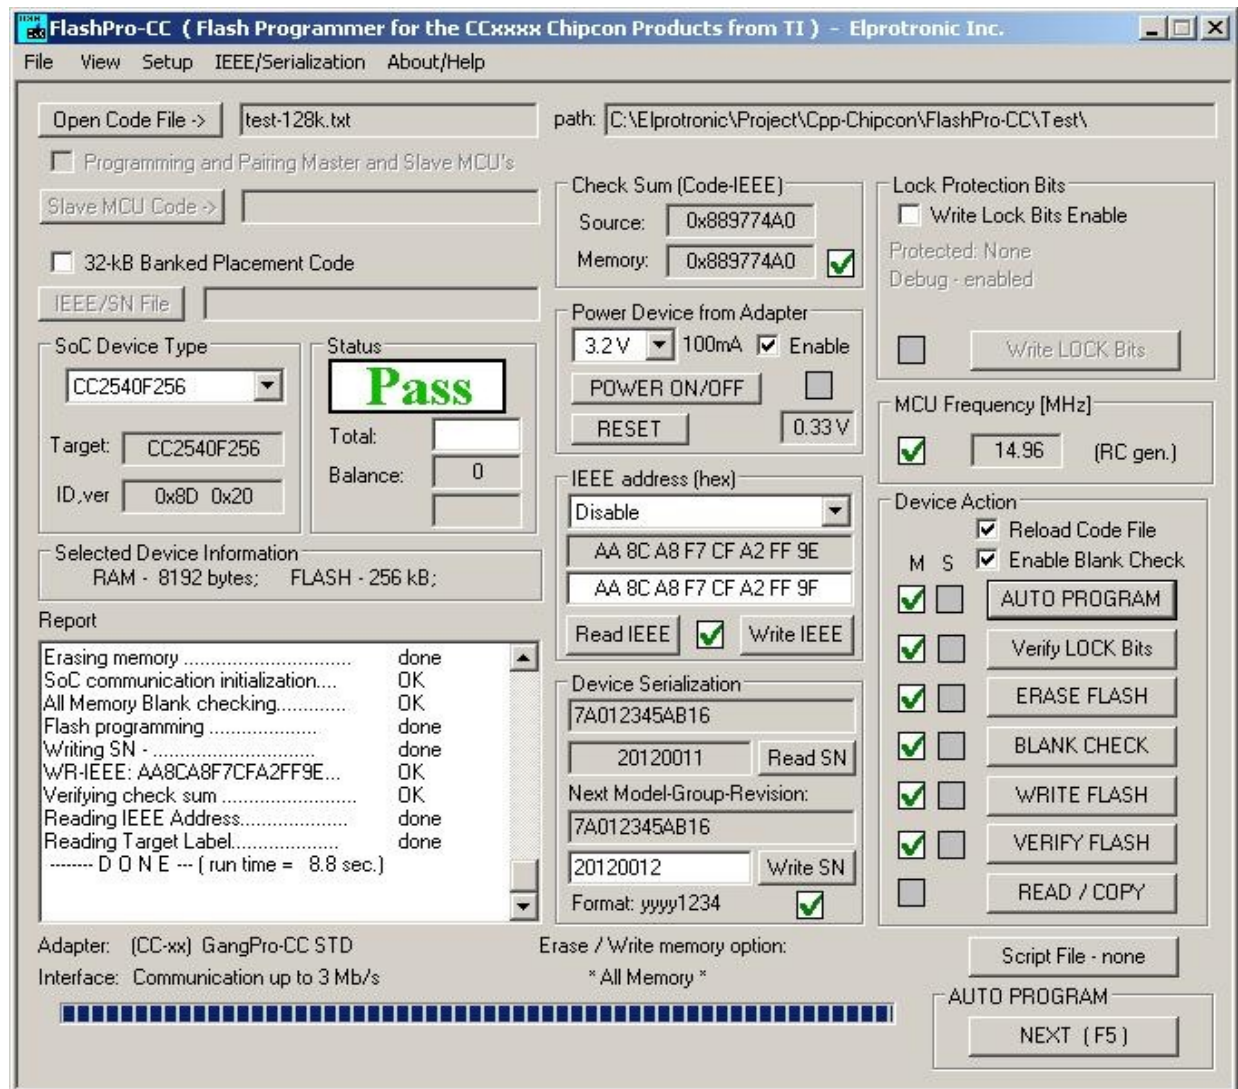 FlashPro-CC ( Flash Programmer for the CCxxxx Chipcon Products from TI ) - Elprotronic Inc.
File View Setup IEEE/Serialization About/Help
Open Code File -> test-128k.txt
path: C:\Elprotronic\Project\Cpp-Chipcon\FlashPro-CC\Test\
Programming and Pairing Master and Slave MCU's
Slave MCU Code ->
32-kB Banked Placement Code
IEEE/SN File
SoC Device Type
CC2540F256
Target: CC2540F256
ID,ver 0x8D 0x20
Status
Pass
Total:
Balance: 0
Selected Device Information
RAM - 8192 bytes; FLASH - 256 kB;
Report
Erasing memory ................................ done
SoC communication initialization.... OK
All Memory Blank checking............. OK
Flash programming ..................... done
Writing SN - ............................... done
WR-IEEE: AA8CA8F7CFA2FF9E... OK
Verifying check sum .......................... OK
Reading IEEE Address..................... done
Reading Target Label..................... done
------- D O N E --- ( run time = 8.8 sec.)
Check Sum (Code-IEEE)
Source: 0x889774A0
Memory: 0x889774A0
Power Device from Adapter
3.2 V 100mA Enable
POWER ON/OFF
RESET 0.33 V
IEEE address (hex)
Disable
AA 8C A8 F7 CF A2 FF 9E
AA 8C A8 F7 CF A2 FF 9F
Read IEEE Write IEEE
Device Serialization
7A012345AB16
20120011 Read SN
Next Model-Group-Revision:
7A012345AB16
20120012 Write SN
Format: yyyy1234
Lock Protection Bits
Write Lock Bits Enable
Protected: None
Debug - enabled
Write LOCK Bits
MCU Frequency [MHz]
14.96 (RC gen.)
Device Action
Reload Code File
M S Enable Blank Check
AUTO PROGRAM
Verify LOCK Bits
ERASE FLASH
BLANK CHECK
WRITE FLASH
VERIFY FLASH
READ / COPY
Adapter: (CC-xx) GangPro-CC STD
Interface: Communication up to 3 Mb/s
Erase / Write memory option:
* All Memory *
Script File - none
AUTO PROGRAM
NEXT ( F5 )